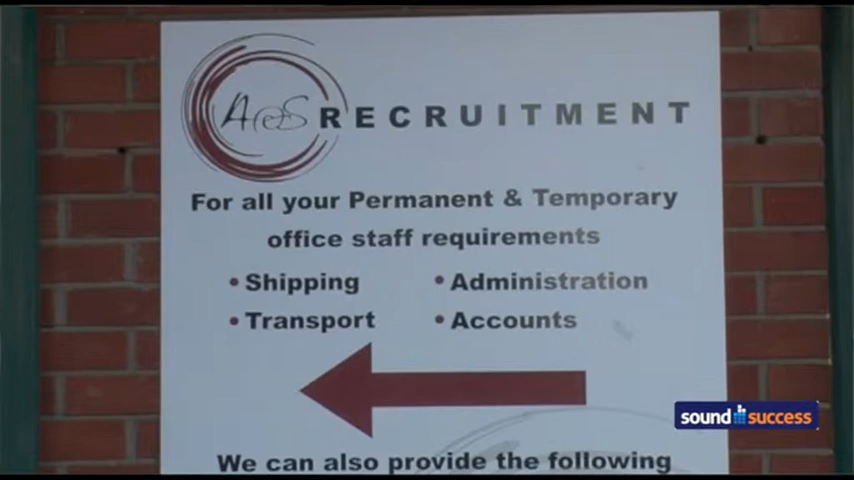 A(e)S RECRUITMENT
For all your Permanent & Temporary
office staff requirements
• Shipping • Administration
• Transport • Accounts
We can also provide the following
sound success